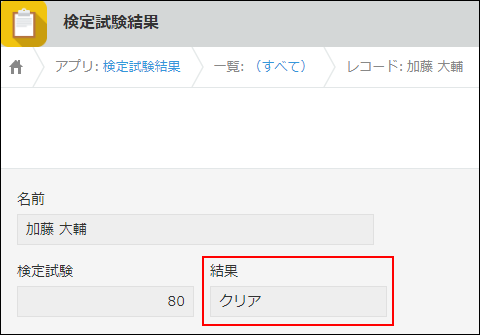 検定試験結果
アプリ: 検定試験結果 一覧: （すべて） レコード: 加藤 大輔
名前
加藤 大輔
検定試験 結果
80 クリア